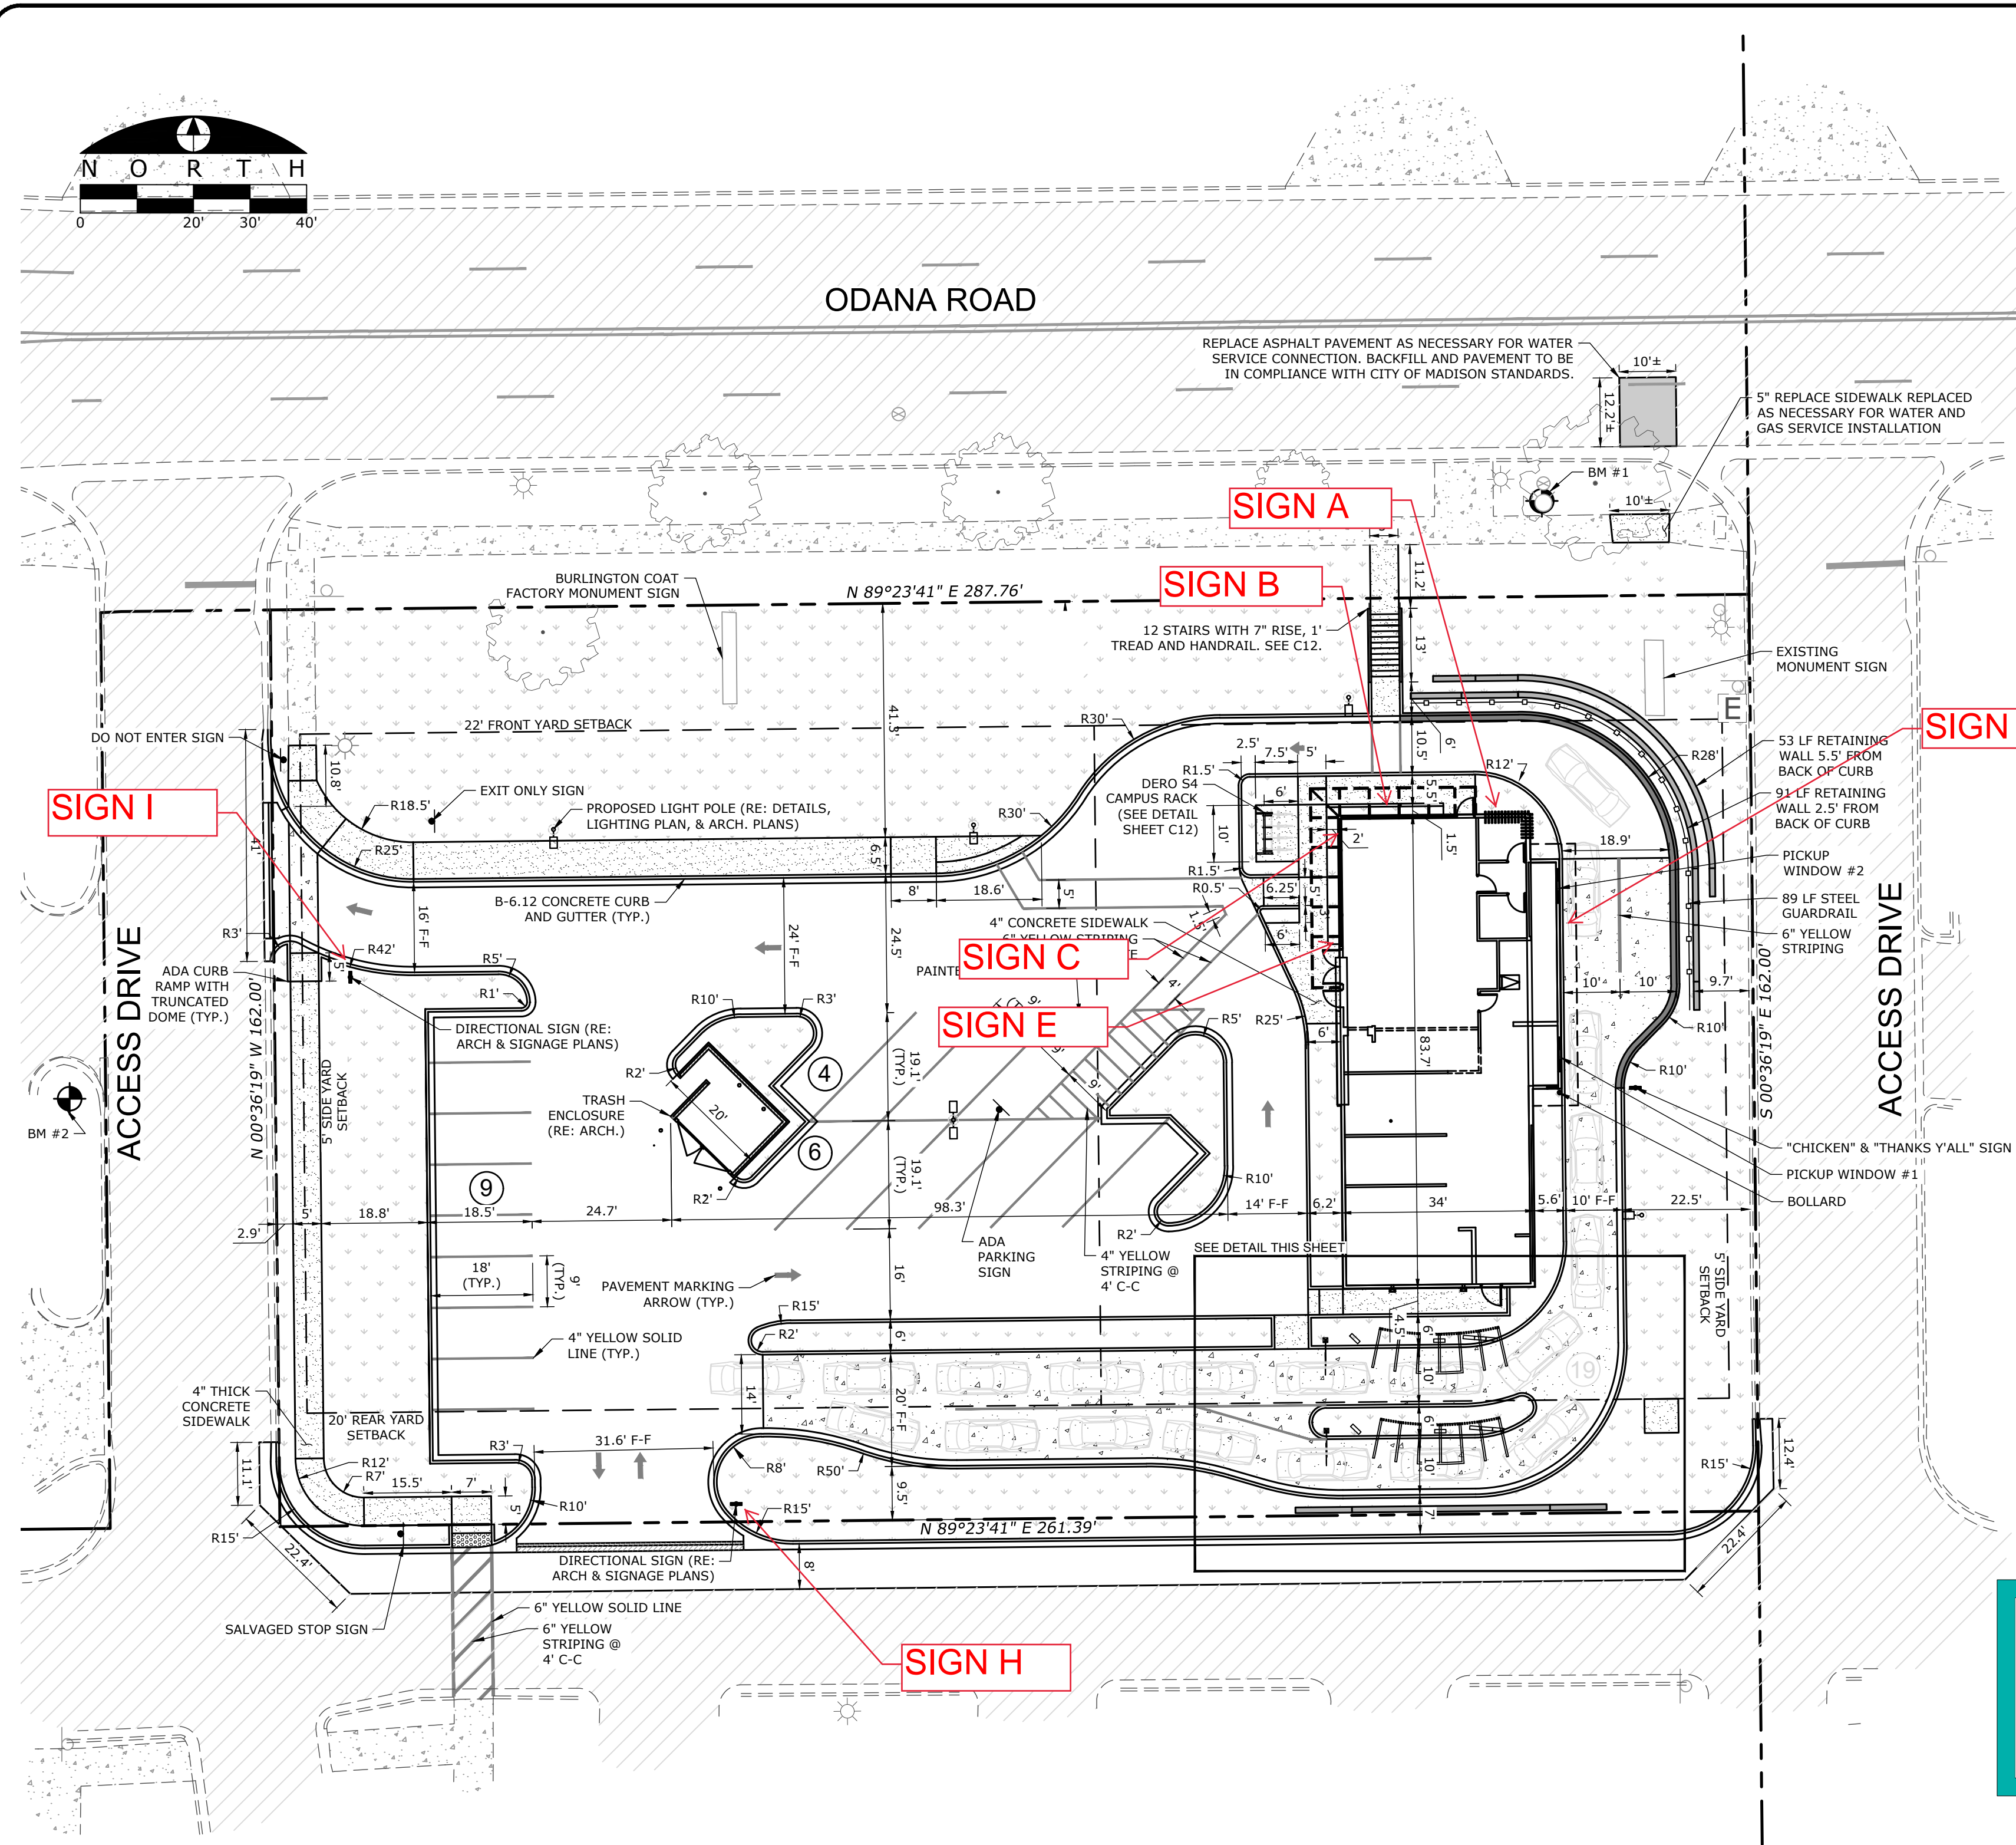 N O R T H
0 20' 30' 40'
ODANA ROAD
REPLACE ASPHALT PAVEMENT AS NECESSARY FOR WATER
SERVICE CONNECTION. BACKFILL AND PAVEMENT TO BE
IN COMPLIANCE WITH CITY OF MADISON STANDARDS.
10'±
12.2'±
5" REPLACE SIDEWALK REPLACED
AS NECESSARY FOR WATER AND
GAS SERVICE INSTALLATION
BM #1
10'±
SIGN A
SIGN B
11.2'
13'
BURLINGTON COAT
FACTORY MONUMENT SIGN
N 89°23'41" E 287.76'
12 STAIRS WITH 7" RISE, 1'
TREAD AND HANDRAIL. SEE C12.
EXISTING
MONUMENT SIGN
E
SIGN
22' FRONT YARD SETBACK
41.3'
R30'
DO NOT ENTER SIGN
10.8'
2.5'
7.5'
5'
10.5'
6'
R28'
53 LF RETAINING
WALL 5.5' FROM
BACK OF CURB
R1.5'
DERO S4
CAMPUS RACK
(SEE DETAIL
SHEET C12)
6'
10'
5.5'
R12'
91 LF RETAINING
WALL 2.5' FROM
BACK OF CURB
SIGN I
R18.5'
EXIT ONLY SIGN
PROPOSED LIGHT POLE (RE: DETAILS,
LIGHTING PLAN, & ARCH. PLANS)
R30'
2'
1.5'
18.9'
41'
R25'
6.5'
PICKUP
WINDOW #2
R1.5'
R0.5'
6.25'
5'
3'
B-6.12 CONCRETE CURB
AND GUTTER (TYP.)
8'
18.6'
5'
1.5'
89 LF STEEL
GUARDRAIL
16' F-F
24' F-F
24.5'
4" CONCRETE SIDEWALK
6" YELLOW STRIPING
6'
6" YELLOW
STRIPING
ACCESS DRIVE
R3'
R42'
5'
R5'
SIGN C
ACCESS DRIVE
ADA CURB
RAMP WITH
TRUNCATED
DOME (TYP.)
R1'
4'
10'
10'
9.7'
S 00°36'19" E 162.00'
N 00°36'19" W 162.00'
R10'
R3'
9'
SIGN E
R5'
R25'
6'
83.7'
R10'
DIRECTIONAL SIGN (RE:
ARCH & SIGNAGE PLANS)
5' SIDE YARD
SETBACK
R2'
4
19.1'
(TYP.)
9'
9'
R10'
BM #2
TRASH
ENCLOSURE
(RE: ARCH.)
20'
6
"CHICKEN" & "THANKS Y'ALL" SIGN
PICKUP WINDOW #1
BOLLARD
9
R2'
19.1'
(TYP.)
R10'
2.9'
5'
18.8'
18.5'
24.7'
98.3'
14' F-F
6.2'
34'
5.6'
10' F-F
22.5'
R2'
ADA
PARKING
SIGN
4" YELLOW
STRIPING @
4' C-C
SEE DETAIL THIS SHEET
5' SIDE YARD
SETBACK
18'
(TYP.)
9'
(TYP.)
PAVEMENT MARKING
ARROW (TYP.)
16'
R15'
R2'
6'
4" YELLOW SOLID
LINE (TYP.)
4.5'
6'
10'
19
14'
20' F-F
6'
10'
7'
4" THICK
CONCRETE
SIDEWALK
20' REAR YARD
SETBACK
R3'
31.6' F-F
R8'
R50'
9.5'
R15'
12.4'
11.1'
R12'
R7'
15.5'
7'
5'
R10'
R15'
N 89°23'41" E 261.39'
R15'
22.4'
22.4'
DIRECTIONAL SIGN (RE:
ARCH & SIGNAGE PLANS)
8'
SALVAGED STOP SIGN
6" YELLOW SOLID LINE
6" YELLOW
STRIPING @
4' C-C
SIGN H